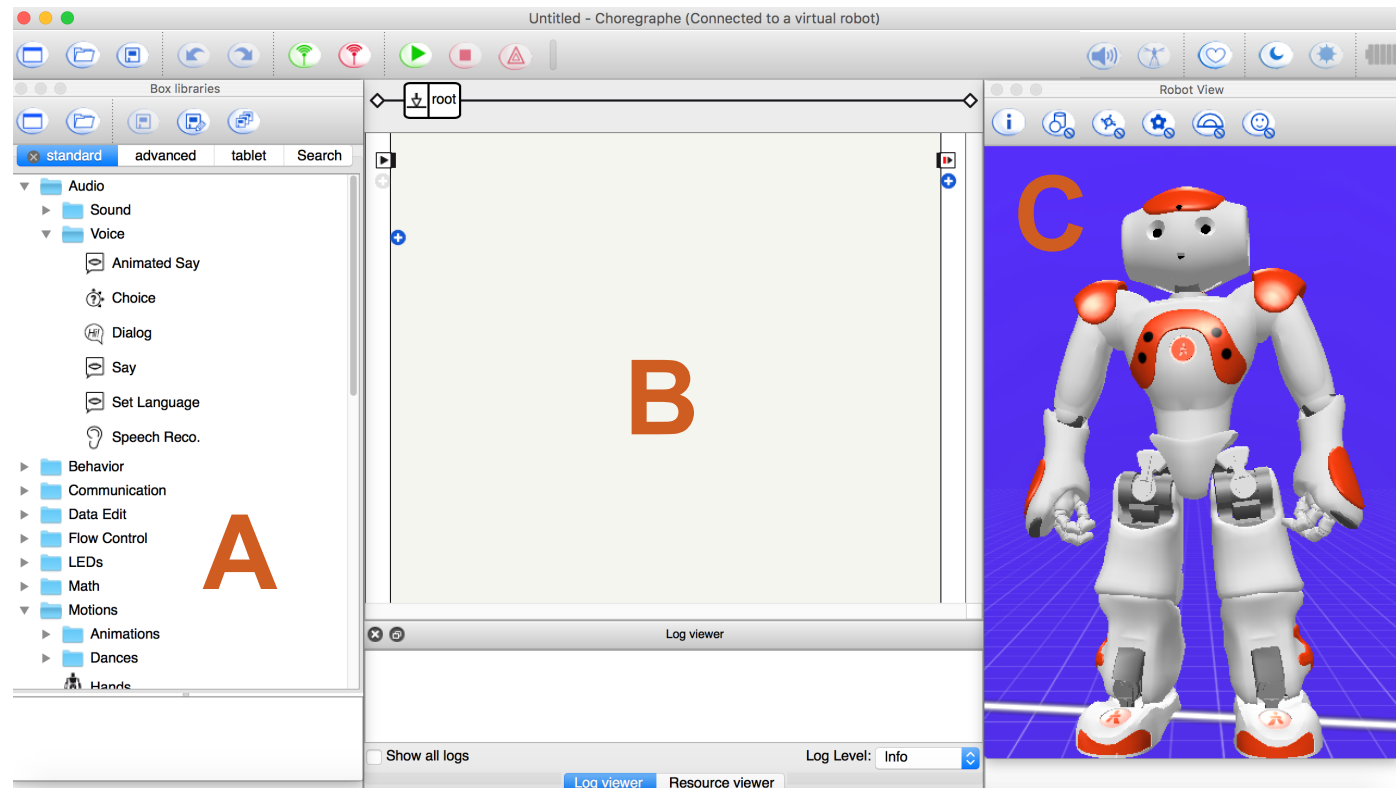 Untitled - Choregraphe (Connected to a virtual robot)
Box libraries
standard advanced tablet Search
Audio
Sound
Voice
Animated Say
Choice
Hi!
Dialog
Say
Set Language
Speech Reco.
Behavior
Communication
Data Edit
Flow Control
LEDs
Math
Motions
Animations
Dances
Hands
A
root
B
Log viewer
Show all logs
Log Level: Info
Log viewer Resource viewer
Robot View
i
C